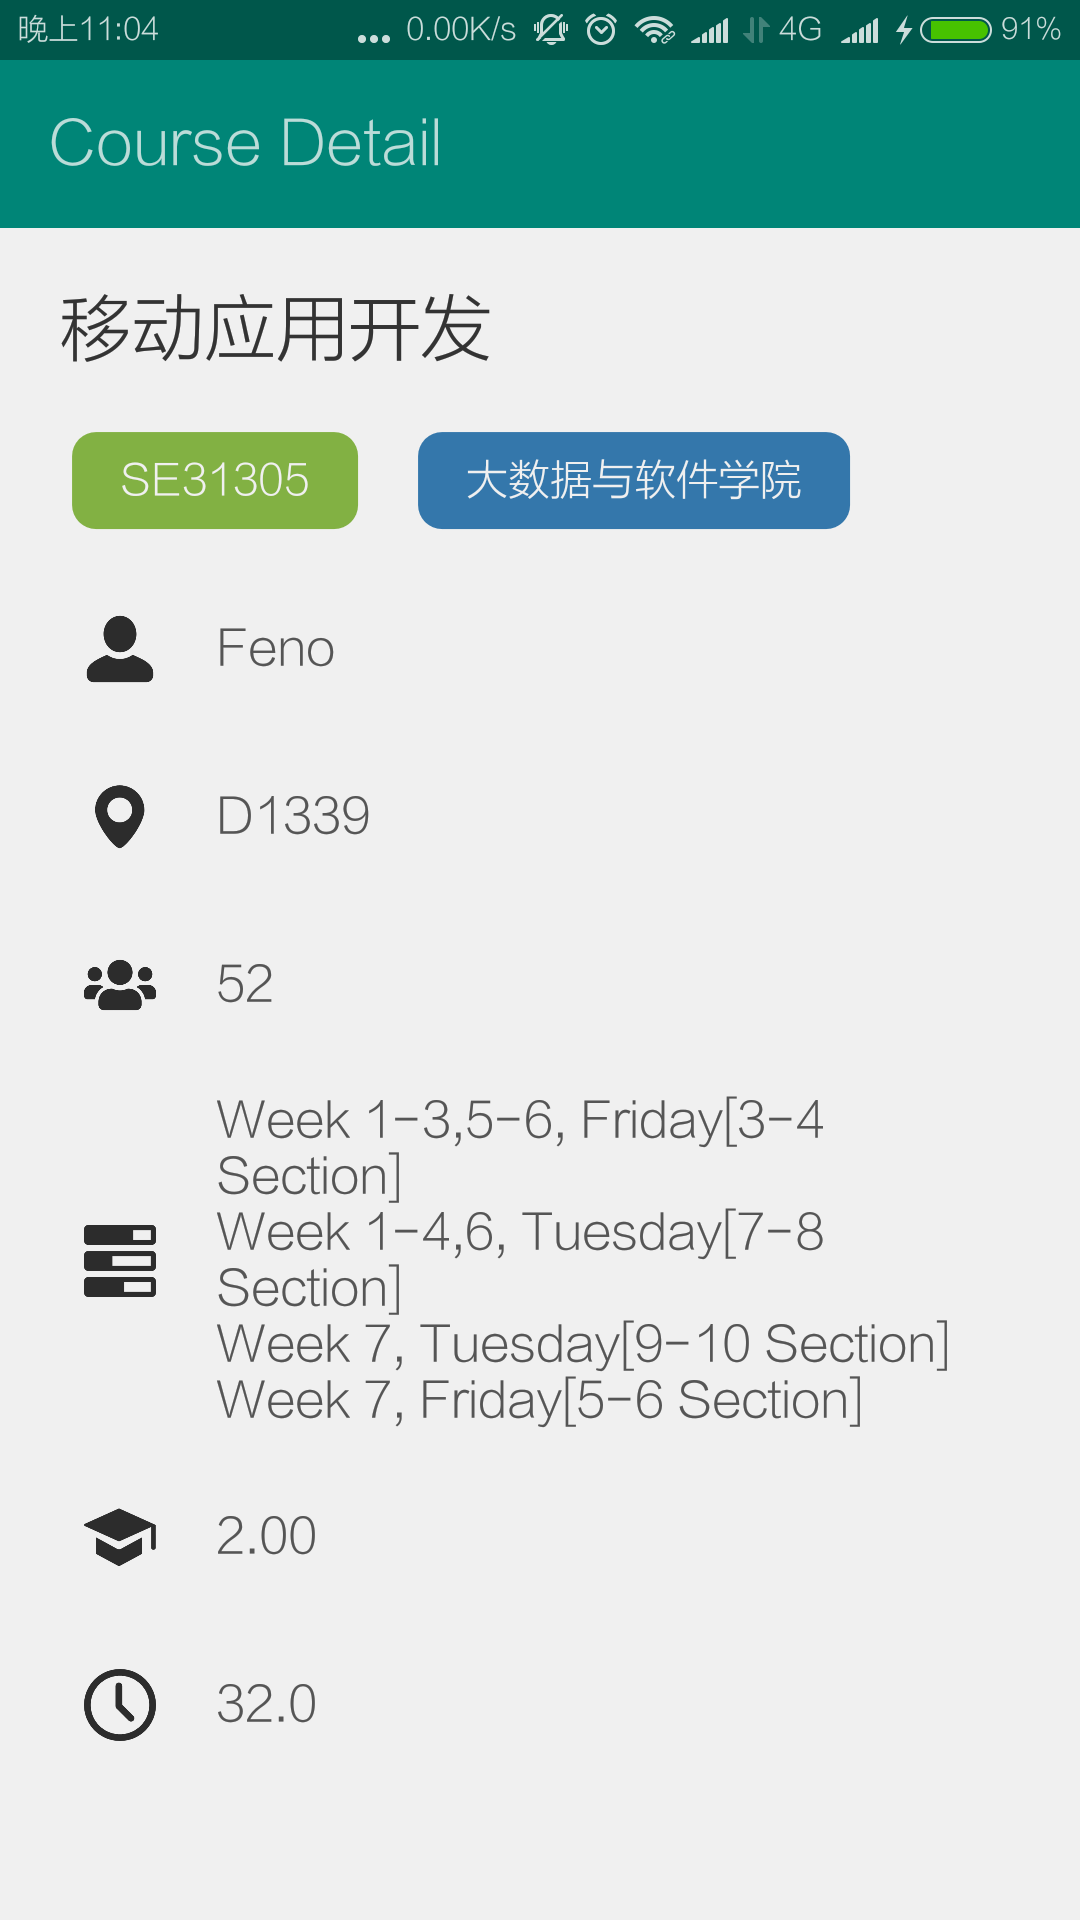 晚上11:04 ... 0.00K/s 4G 91%
Course Detail
移动应用开发
SE31305 大数据与软件学院
Feno
D1339
52
Week 1-3,5-6, Friday[3-4
Section]
Week 1-4,6, Tuesday[7-8
Section]
Week 7, Tuesday[9-10 Section]
Week 7, Friday[5-6 Section]
2.00
32.0